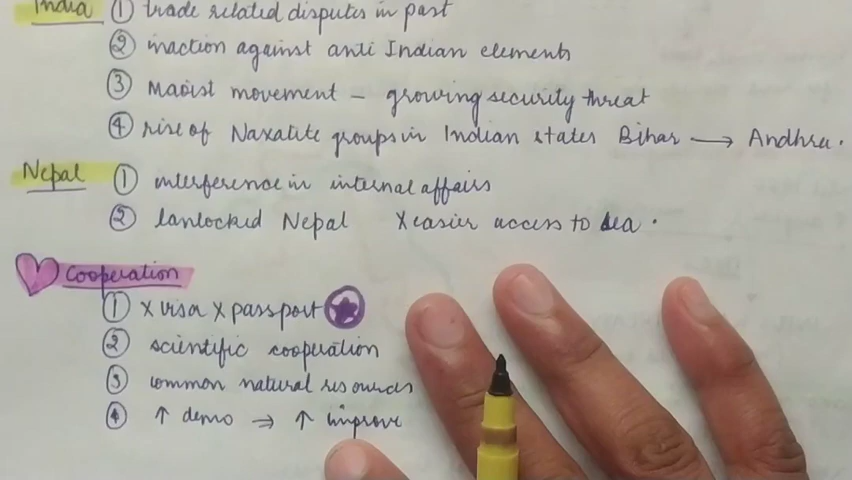 India ① trade related disputes in past
② inaction against anti Indian elements
③ Maoist movement – growing security threat
④ rise of Naxalite groups in Indian states Bihar → Andhra.
Nepal ① interference in internal affairs
② lanlocked Nepal X easier access to sea.
Cooperation
① X visa X passport
② scientific cooperation
③ common natural resources
④ ↑ demo ⇒ ↑ improve